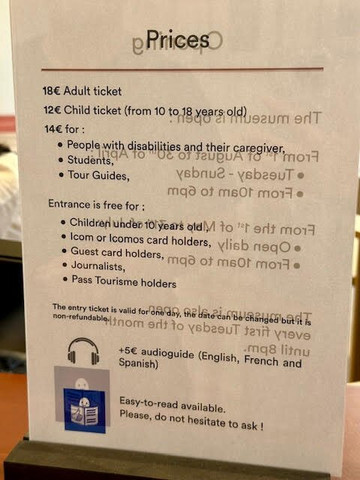 Prices
18€ Adult ticket
12€ Child ticket (from 10 to 18 years old)
14€ for :
• People with disabilities and their caregiver,
• Students,
• Tour Guides,
Entrance is free for :
• Children under 10 years old,
• Icom or Icomos card holders,
• Guest card holders,
• Journalists,
• Pass Tourisme holders
The entry ticket is valid for one day, the date can be changed but it is
non-refundable.
+5€ audioguide (English, French and
Spanish)
Easy-to-read available.
Please, do not hesitate to ask !